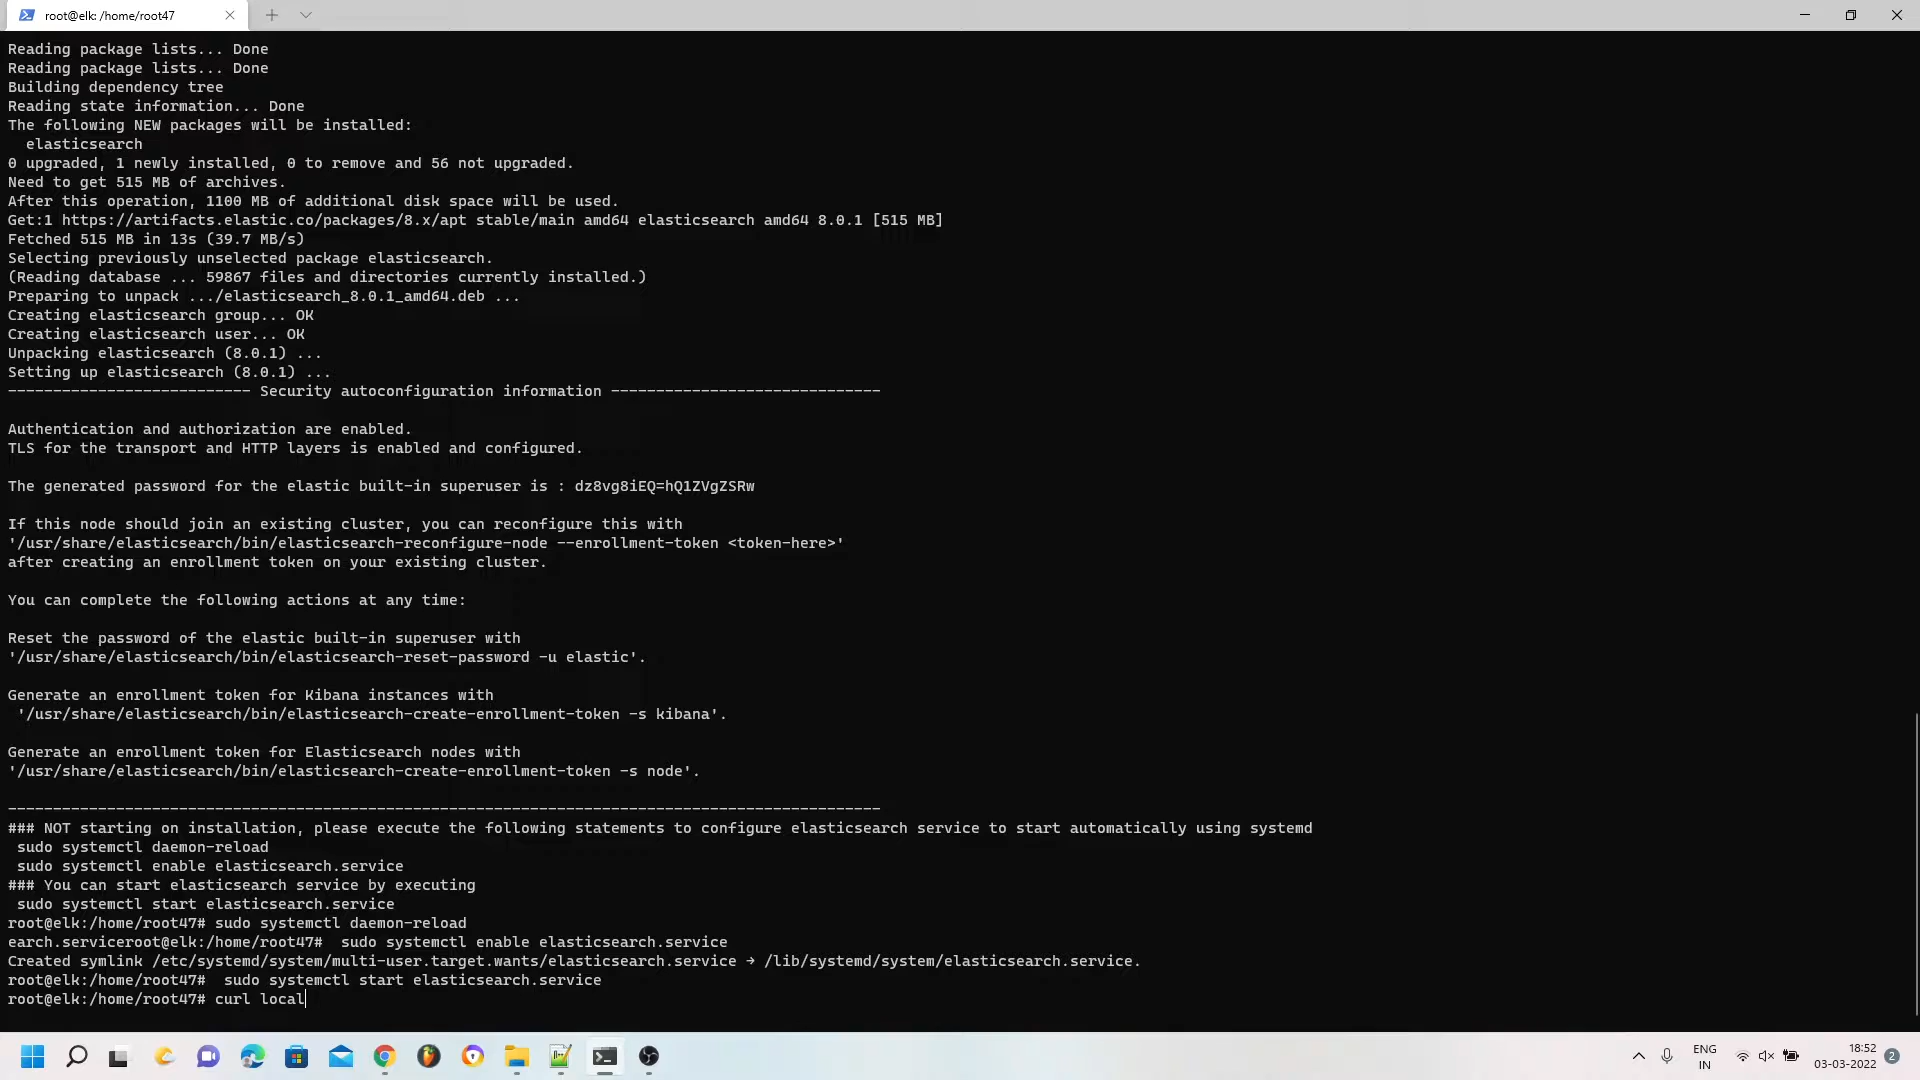 root@elk: /home/root47
Reading package lists... Done
Reading package lists... Done
Building dependency tree
Reading state information... Done
The following NEW packages will be installed:
  elasticsearch
0 upgraded, 1 newly installed, 0 to remove and 56 not upgraded.
Need to get 515 MB of archives.
After this operation, 1100 MB of additional disk space will be used.
Get:1 https://artifacts.elastic.co/packages/8.x/apt stable/main amd64 elasticsearch amd64 8.0.1 [515 MB]
Fetched 515 MB in 13s (39.7 MB/s)
Selecting previously unselected package elasticsearch.
(Reading database ... 59867 files and directories currently installed.)
Preparing to unpack .../elasticsearch_8.0.1_amd64.deb ...
Creating elasticsearch group... OK
Creating elasticsearch user... OK
Unpacking elasticsearch (8.0.1) ...
Setting up elasticsearch (8.0.1) ...
--------------------------- Security autoconfiguration information ------------------------------
Authentication and authorization are enabled.
TLS for the transport and HTTP layers is enabled and configured.
The generated password for the elastic built-in superuser is : dz8vg8iEQ=hQ1ZVgZSRw
If this node should join an existing cluster, you can reconfigure this with
'/usr/share/elasticsearch/bin/elasticsearch-reconfigure-node --enrollment-token <token-here>'
after creating an enrollment token on your existing cluster.
You can complete the following actions at any time:
Reset the password of the elastic built-in superuser with
'/usr/share/elasticsearch/bin/elasticsearch-reset-password -u elastic'.
Generate an enrollment token for Kibana instances with
 '/usr/share/elasticsearch/bin/elasticsearch-create-enrollment-token -s kibana'.
Generate an enrollment token for Elasticsearch nodes with
'/usr/share/elasticsearch/bin/elasticsearch-create-enrollment-token -s node'.
-------------------------------------------------------------------------------------------------
### NOT starting on installation, please execute the following statements to configure elasticsearch service to start automatically using systemd
 sudo systemctl daemon-reload
 sudo systemctl enable elasticsearch.service
### You can start elasticsearch service by executing
 sudo systemctl start elasticsearch.service
root@elk:/home/root47# sudo systemctl daemon-reload
earch.serviceroot@elk:/home/root47#  sudo systemctl enable elasticsearch.service
Created symlink /etc/systemd/system/multi-user.target.wants/elasticsearch.service → /lib/systemd/system/elasticsearch.service.
root@elk:/home/root47#  sudo systemctl start elasticsearch.service
root@elk:/home/root47# curl local
ENG
IN
18:52
03-03-2022
2